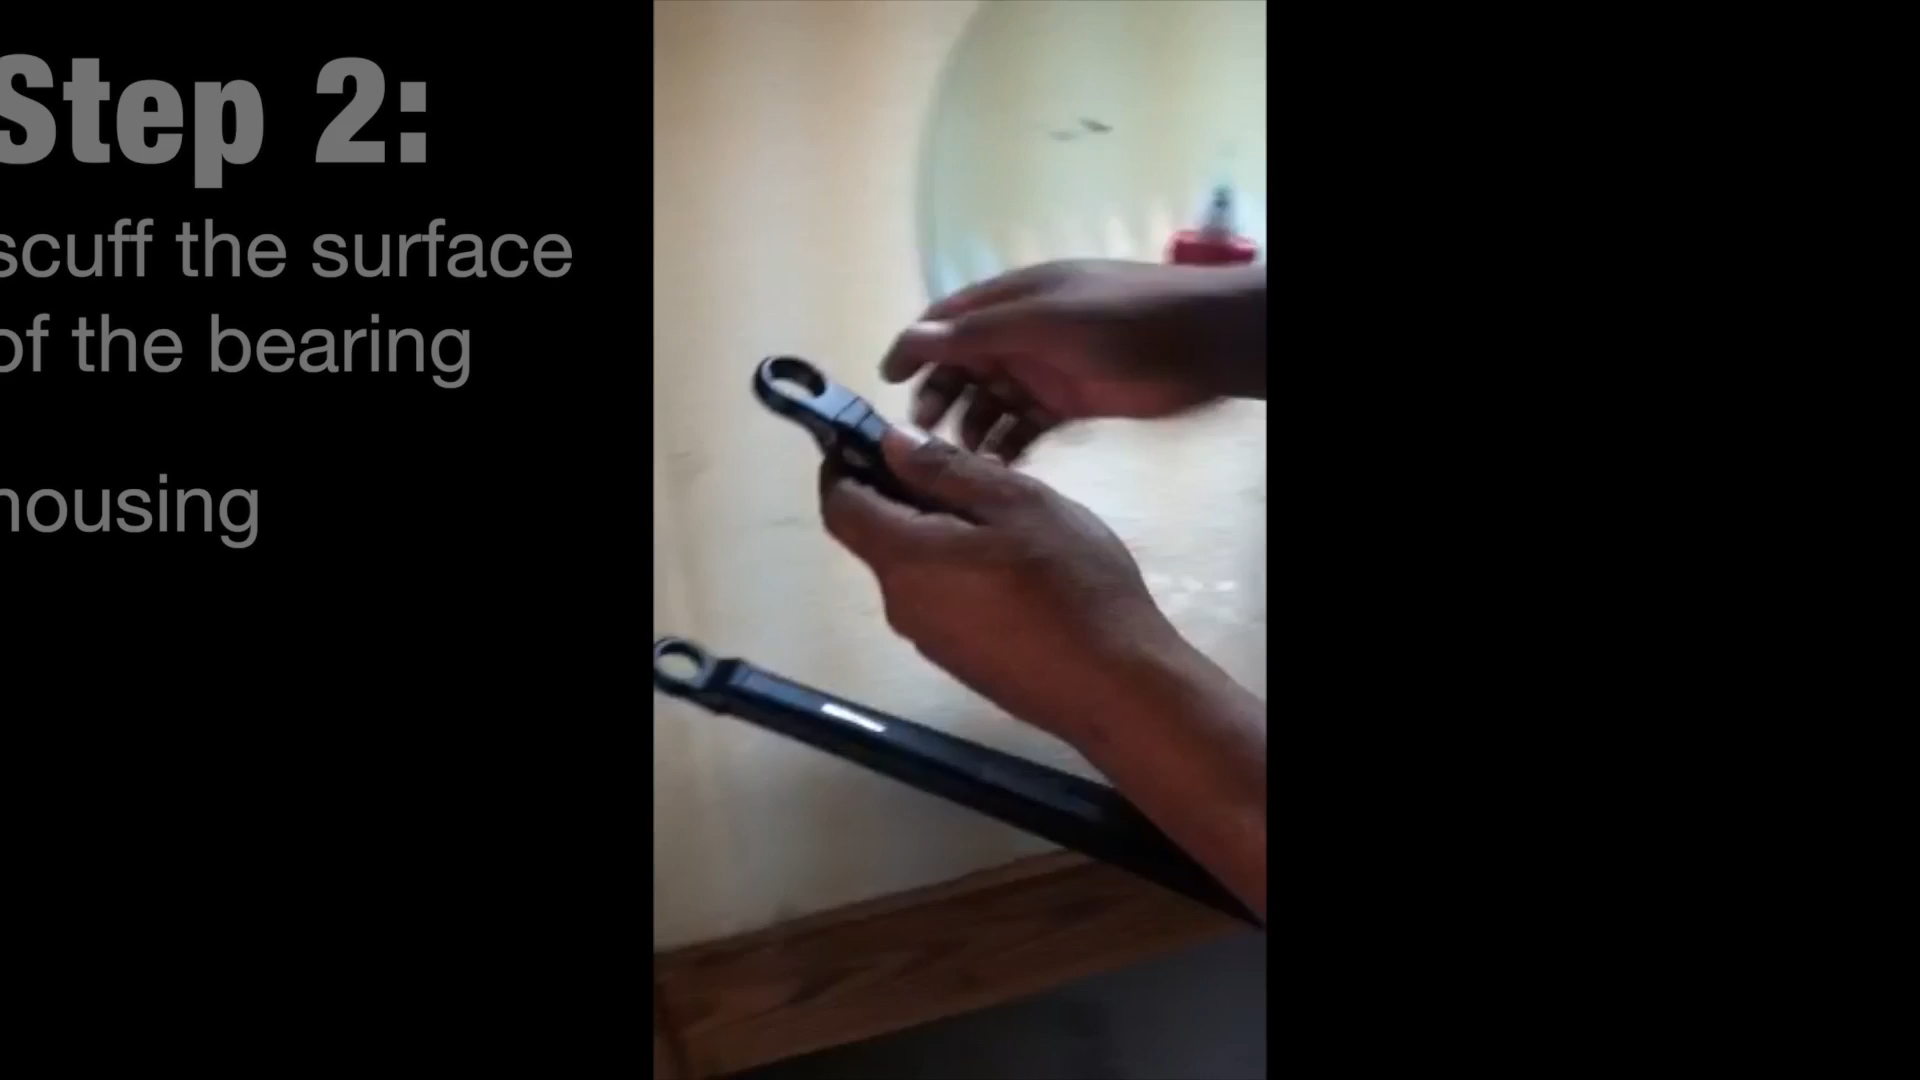 Step 2:
scuff the surface
of the bearing
housing